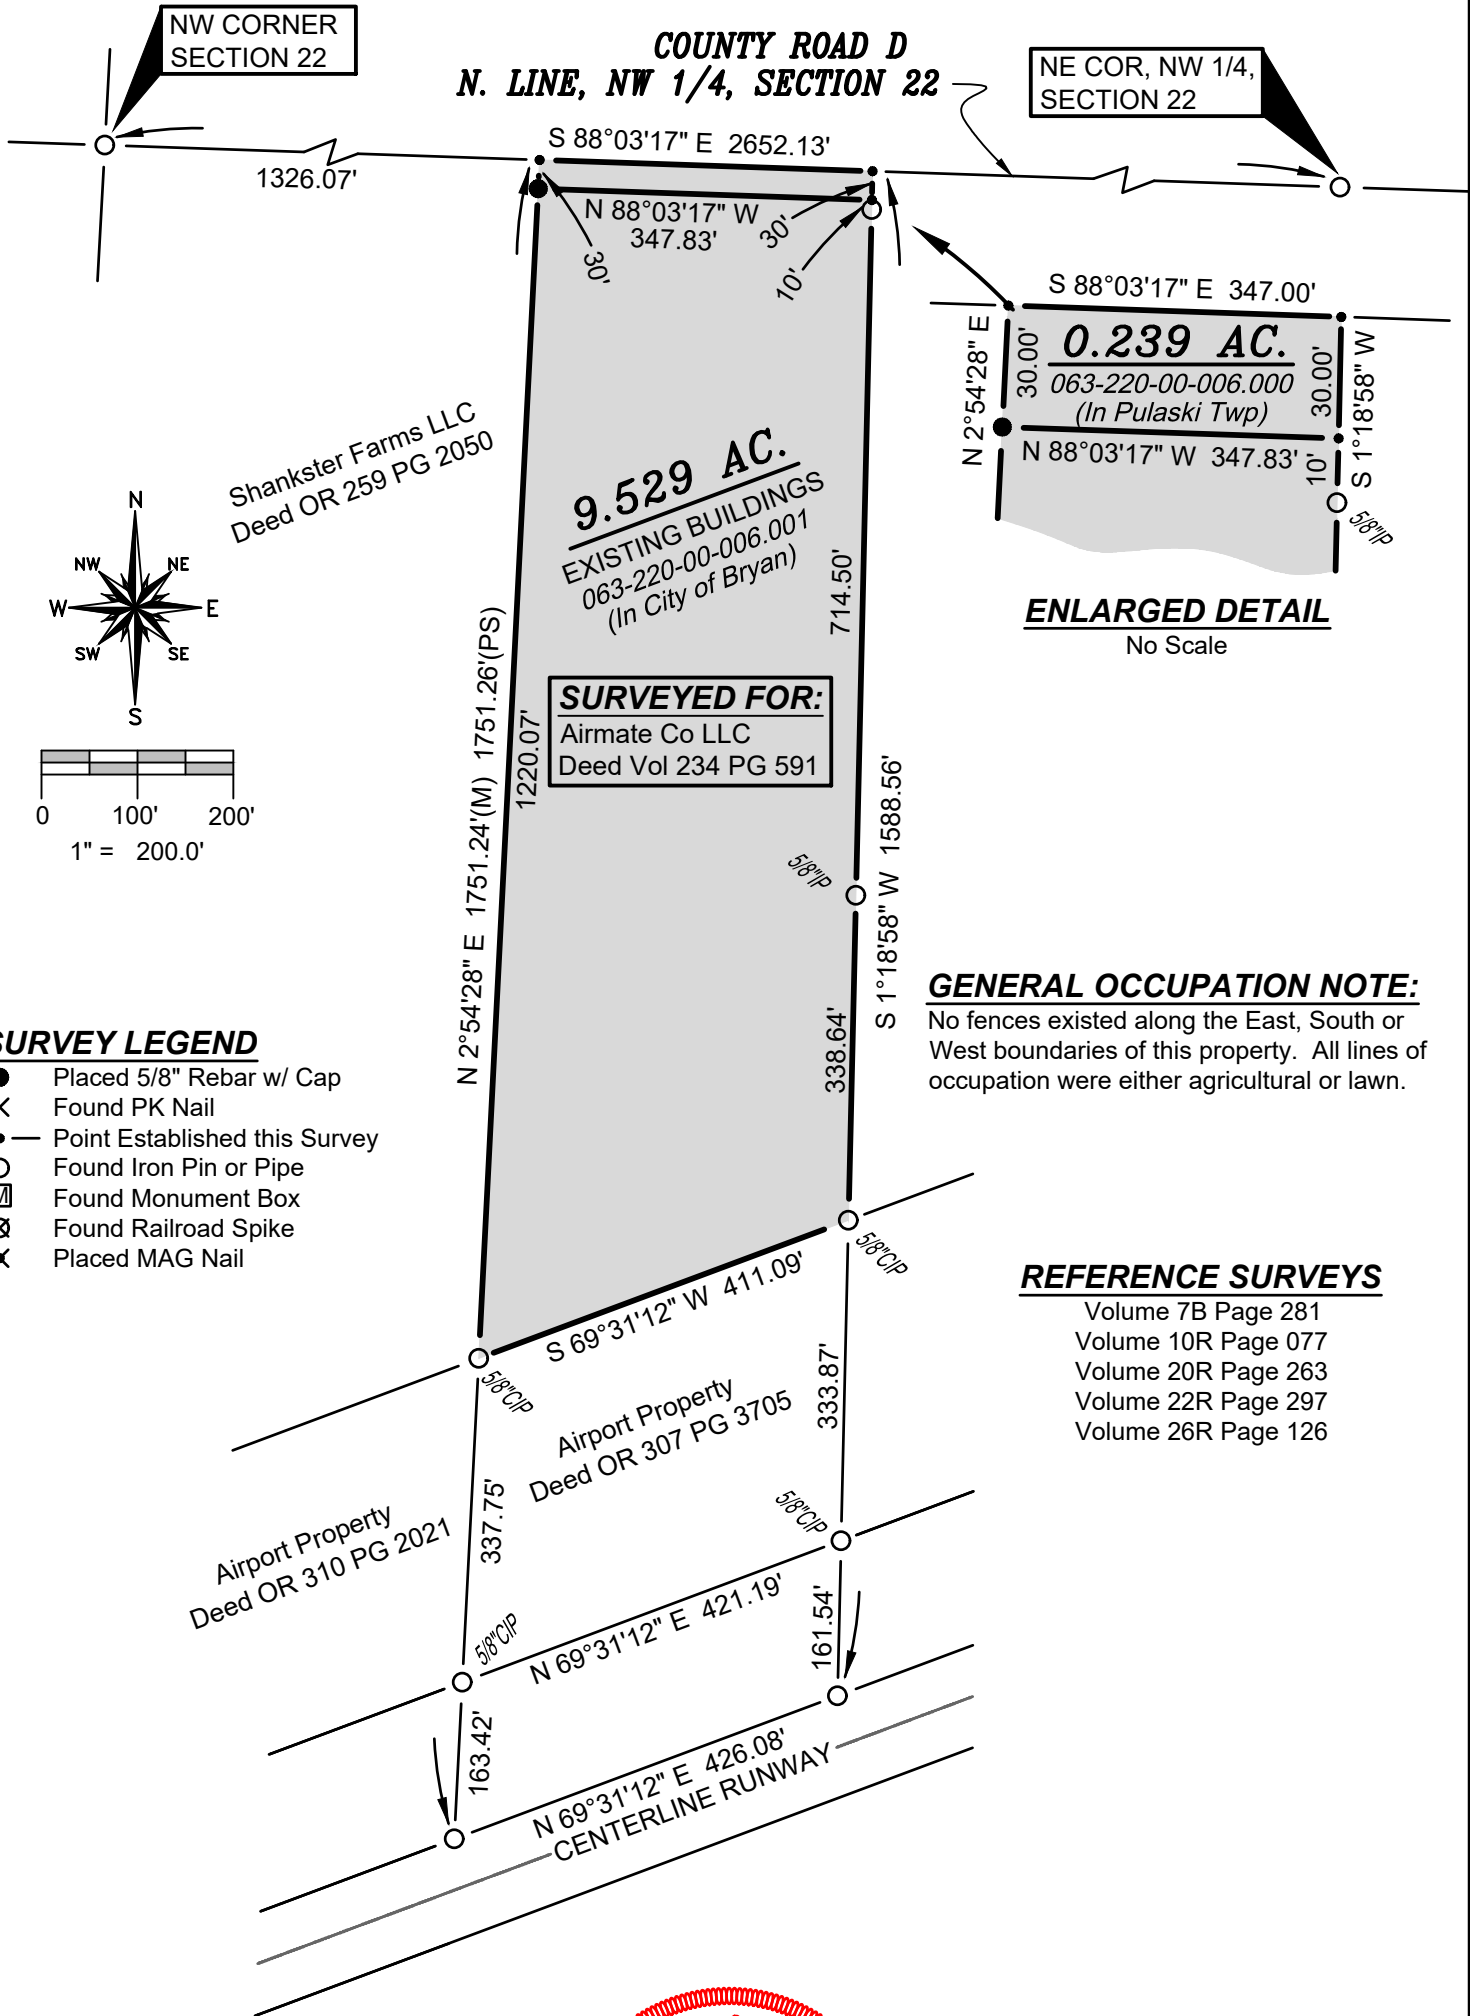 NW CORNER
SECTION 22
COUNTY ROAD D
N. LINE, NW 1/4, SECTION 22
NE COR, NW 1/4,
SECTION 22
S 88°03'17" E 2652.13'
1326.07'
N 88°03'17" W
347.83'
30'
30'
10'
S 88°03'17" E 347.00'
N 2°54'28" E
30.00'
0.239 AC.
063-220-00-006.000
(In Pulaski Twp)
30.00'
S 1°18'58" W
N 88°03'17" W 347.83'
10'
5/8"IP
ENLARGED DETAIL
No Scale
Shankster Farms LLC
Deed OR 259 PG 2050
9.529 AC.
EXISTING BUILDINGS
063-220-00-006.001
(In City of Bryan)
714.50'
N
NW
NE
W
E
SW
SE
S
0
100'
200'
1" = 200.0'
N 2°54'28" E 1751.24'(M) 1751.26'(PS)
1220.07'
SURVEYED FOR:
Airmate Co LLC
Deed Vol 234 PG 591
5/8"IP
S 1°18'58" W 1588.56'
338.64'
GENERAL OCCUPATION NOTE:
No fences existed along the East, South or
West boundaries of this property. All lines of
occupation were either agricultural or lawn.
SURVEY LEGEND
Placed 5/8" Rebar w/ Cap
Found PK Nail
Point Established this Survey
Found Iron Pin or Pipe
M Found Monument Box
Found Railroad Spike
Placed MAG Nail
5/8"CIP
S 69°31'12" W 411.09'
5/8"CIP
REFERENCE SURVEYS
Volume 7B Page 281
Volume 10R Page 077
Volume 20R Page 263
Volume 22R Page 297
Volume 26R Page 126
Airport Property
Deed OR 307 PG 3705
333.87'
337.75'
Airport Property
Deed OR 310 PG 2021
5/8"CIP
5/8"CIP
N 69°31'12" E 421.19'
161.54'
163.42'
N 69°31'12" E 426.08'
CENTERLINE RUNWAY